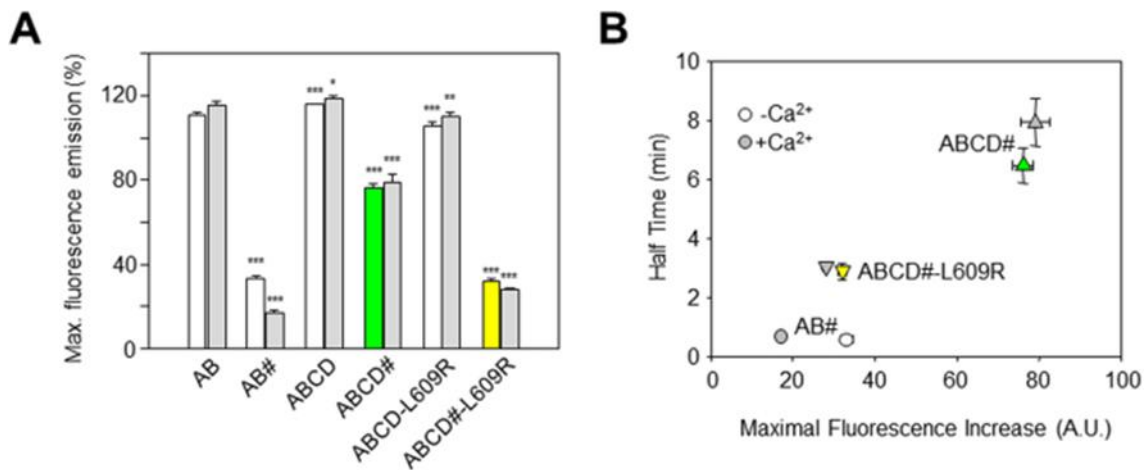 A
Max. fluorescence emission (%)
120
80
40
0
***
***
***
*
***
***
***
**
***
***
AB
AB#
ABCD
ABCD#
ABCD-L609R
ABCD#-L609R
B
Half Time (min)
10
8
6
4
2
0
-Ca²⁺
+Ca²⁺
ABCD#
ABCD#-L609R
AB#
0 20 40 60 80 100
Maximal Fluorescence Increase (A.U.)